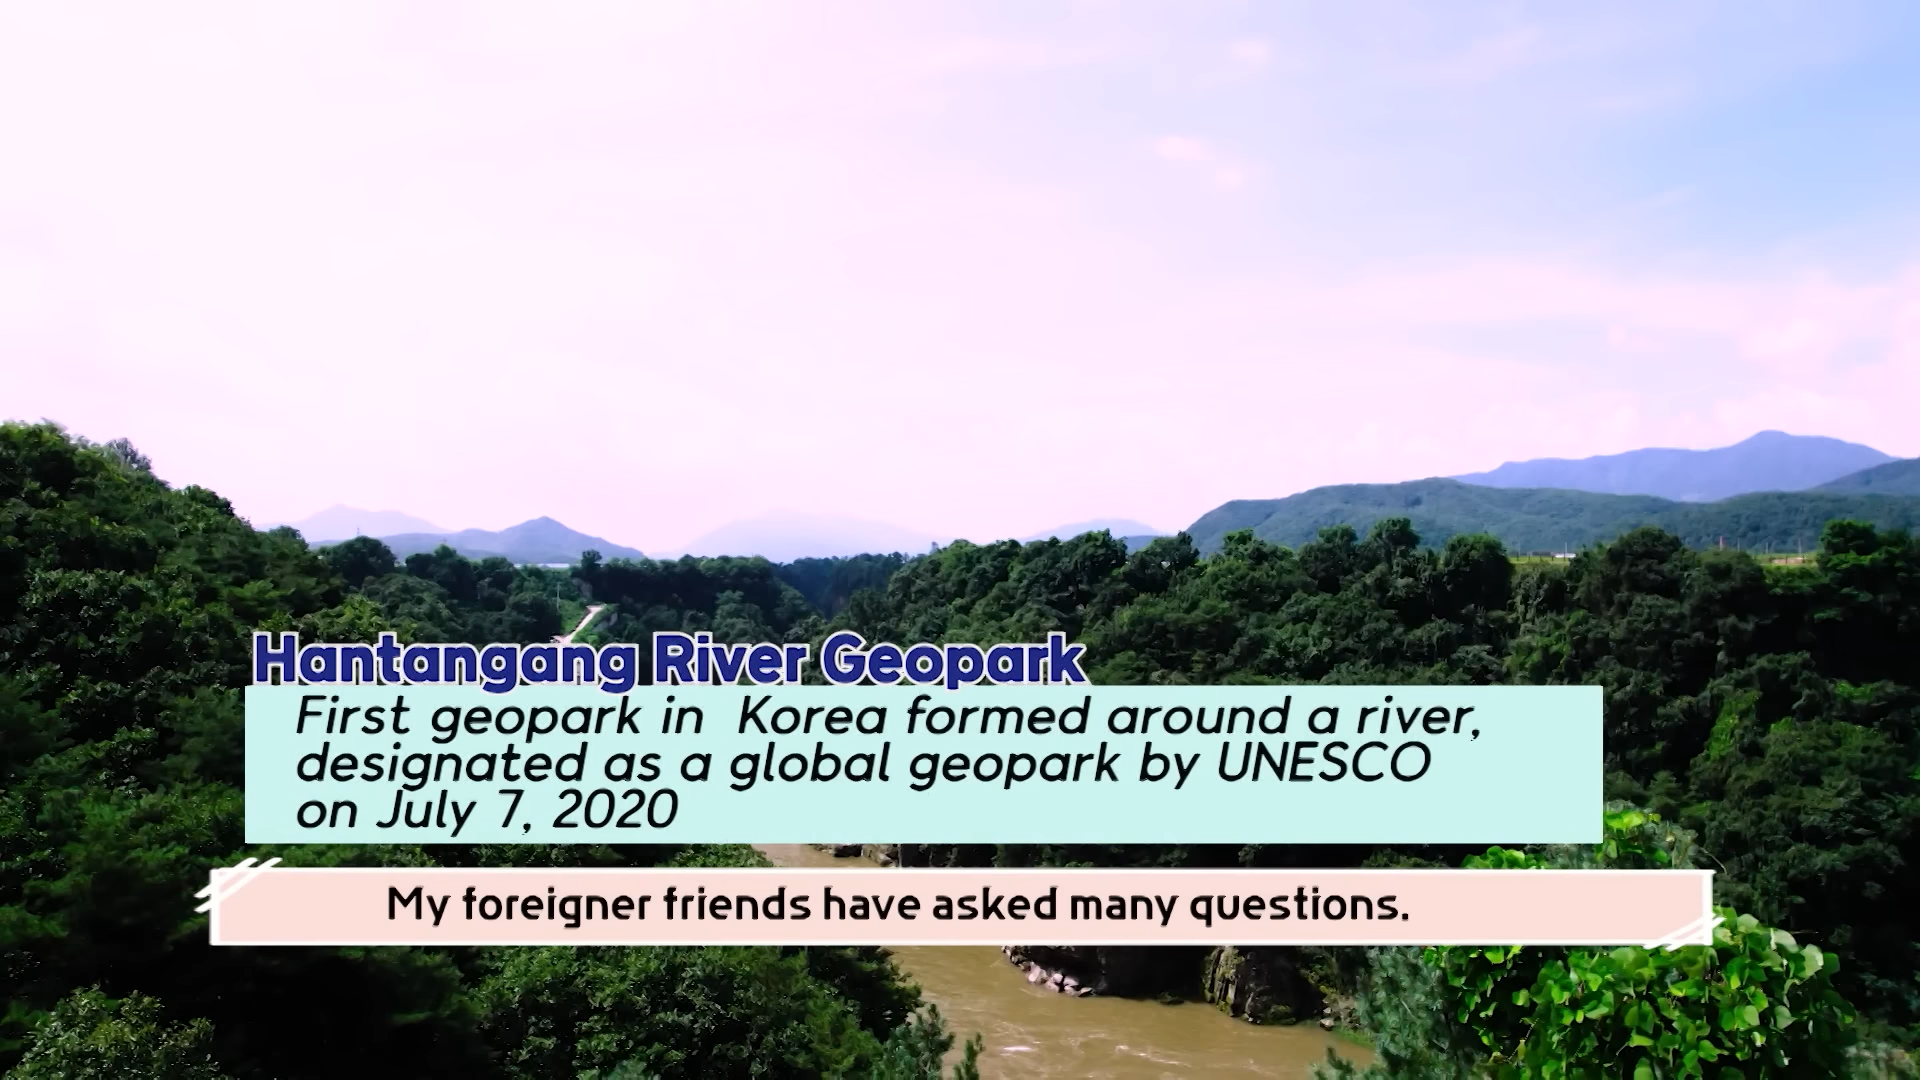 Hantangang River Geopark
First geopark in Korea formed around a river,
designated as a global geopark by UNESCO
on July 7, 2020
My foreigner friends have asked many questions.